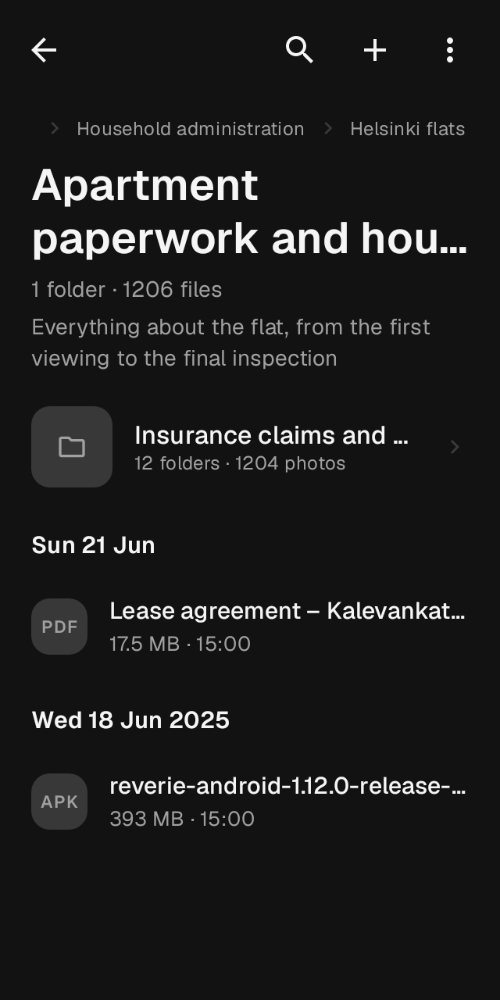 Household administration Helsinki flats
Apartment
paperwork and hou...
1 folder · 1206 files
Everything about the flat, from the first
viewing to the final inspection
Insurance claims and ...
12 folders · 1204 photos
Sun 21 Jun
PDF
Lease agreement – Kalevankat...
17.5 MB · 15:00
Wed 18 Jun 2025
APK
reverie-android-1.12.0-release-...
393 MB · 15:00